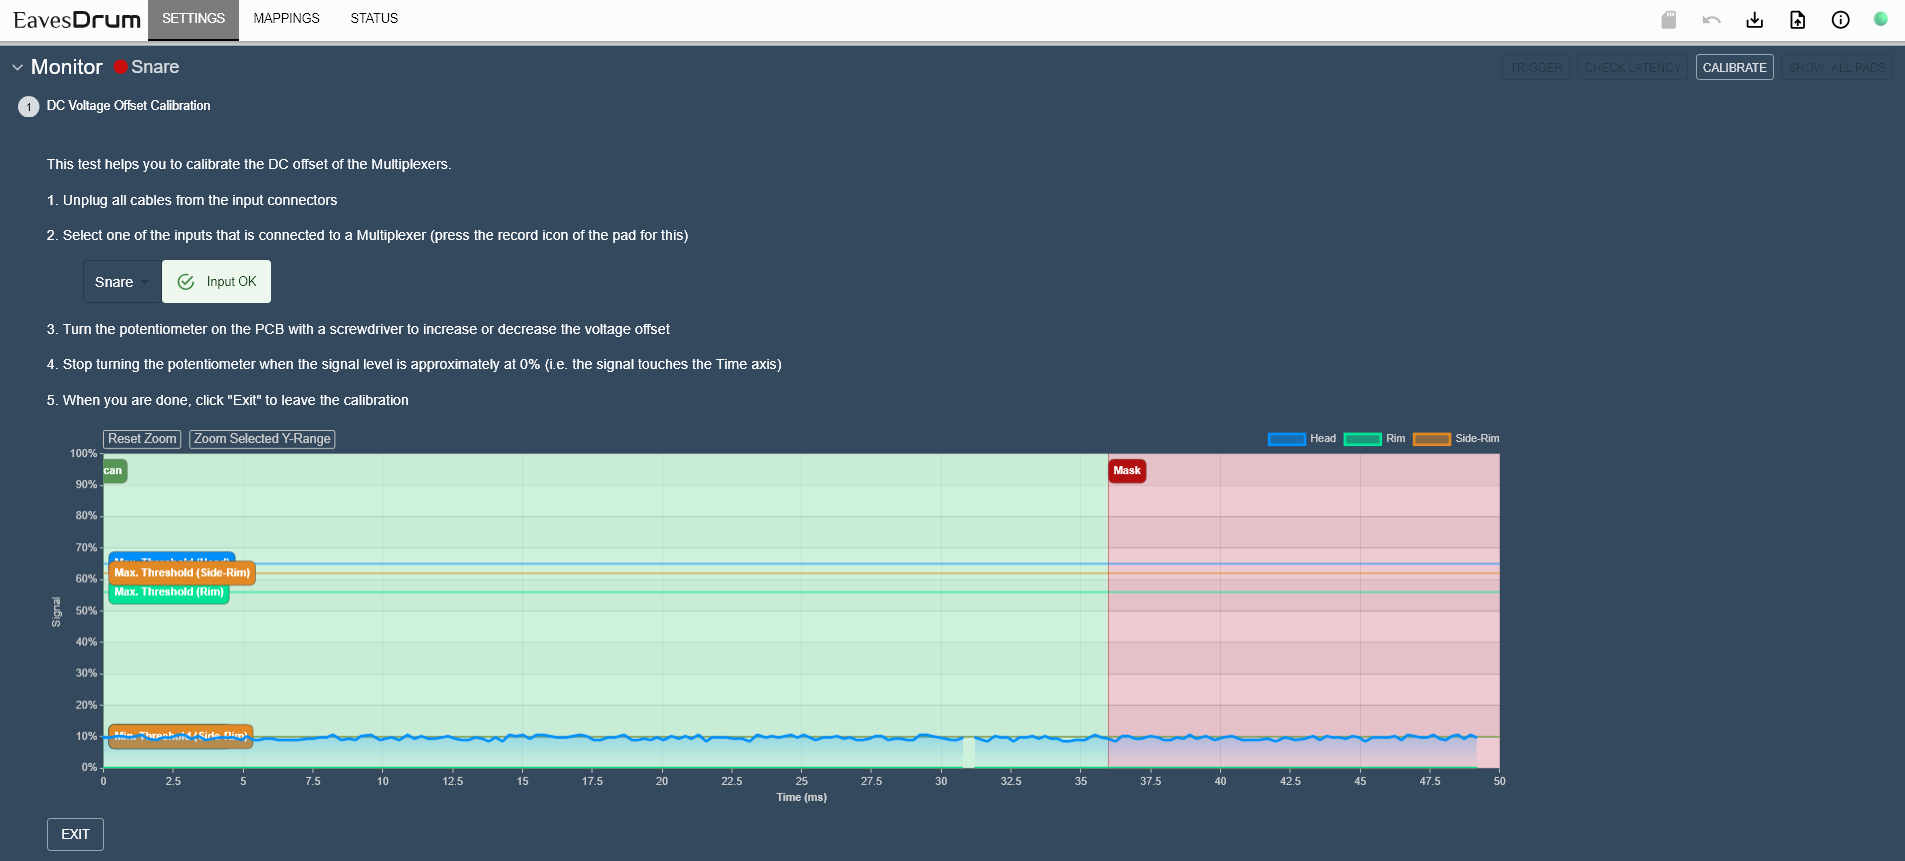 EavesDrum SETTINGS MAPPINGS STATUS
Monitor Snare TRIGGER CHECK LATENCY CALIBRATE SHOW ALL PADS
1 DC Voltage Offset Calibration
This test helps you to calibrate the DC offset of the Multiplexers.
1. Unplug all cables from the input connectors
2. Select one of the inputs that is connected to a Multiplexer (press the record icon of the pad for this)
Snare Input OK
3. Turn the potentiometer on the PCB with a screwdriver to increase or decrease the voltage offset
4. Stop turning the potentiometer when the signal level is approximately at 0% (i.e. the signal touches the Time axis)
5. When you are done, click "Exit" to leave the calibration
Reset Zoom Zoom Selected Y-Range Head Rim Side-Rim
100%
can Mask
90%
80%
70%
Max. Threshold (Head)
Max. Threshold (Side-Rim)
60%
Max. Threshold (Rim)
50%
Signal
40%
30%
20%
10% Min. Threshold (Side-Rim)
0%
0 2.5 5 7.5 10 12.5 15 17.5 20 22.5 25 27.5 30 32.5 35 37.5 40 42.5 45 47.5 50
Time (ms)
EXIT